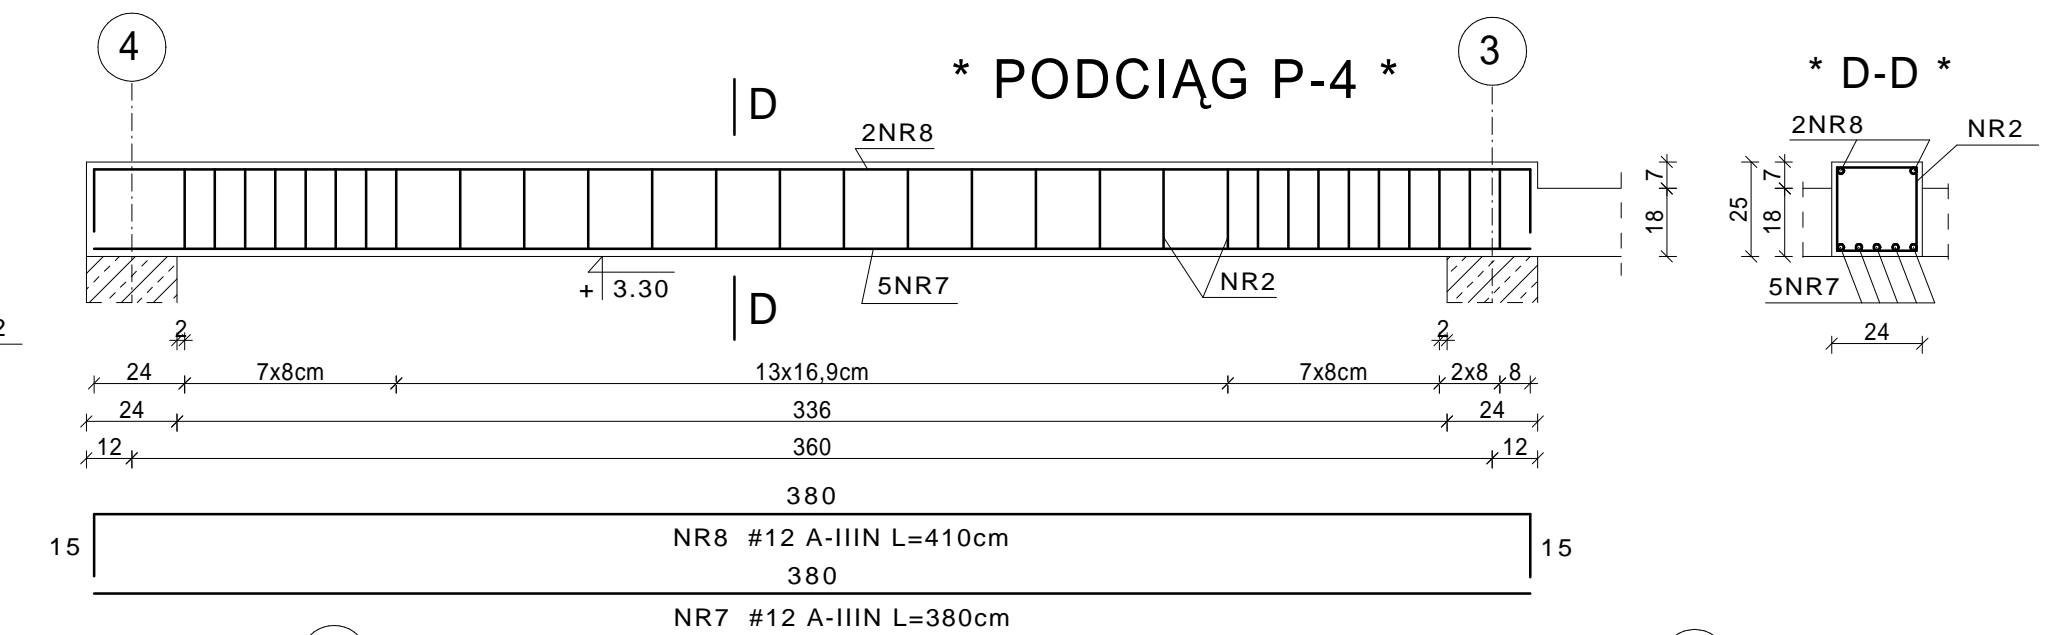 4
* PODCIĄG P-4 *
3
* D-D *
D
2NR8
2NR8
NR2
7
18
25
7
18
+ 3.30
D
5NR7
NR2
5NR7
2
2
2
24
24
7x8cm
13x16,9cm
7x8cm
2x8
8
24
336
24
12
360
12
380
15
NR8 #12 A-IIIN L=410cm
15
380
NR7 #12 A-IIIN L=380cm